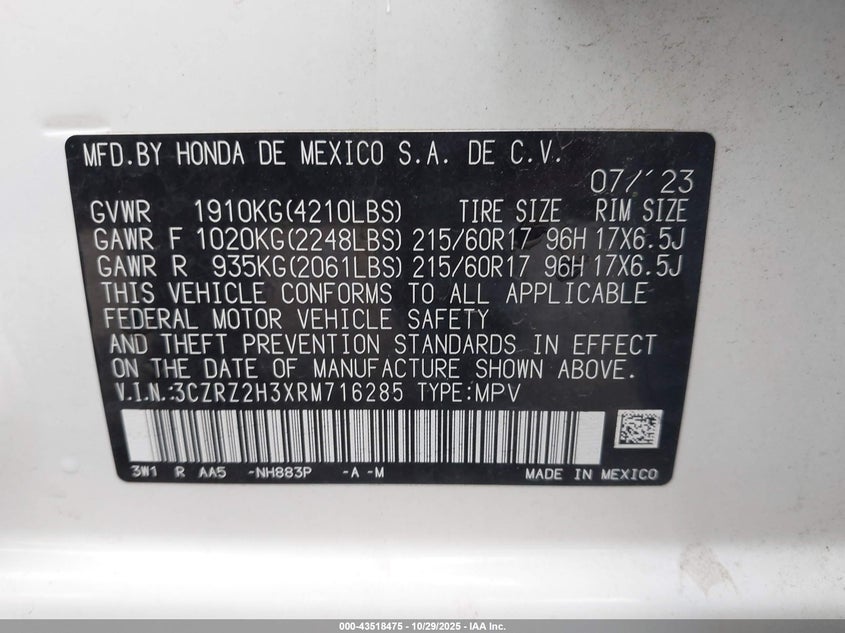 MFD.BY HONDA DE MEXICO S.A. DE C.V.
07/'23
GVWR 1910KG(4210LBS) TIRE SIZE RIM SIZE
GAWR F 1020KG(2248LBS) 215/60R17 96H 17X6.5J
GAWR R 935KG(2061LBS) 215/60R17 96H 17X6.5J
THIS VEHICLE CONFORMS TO ALL APPLICABLE
FEDERAL MOTOR VEHICLE SAFETY
AND THEFT PREVENTION STANDARDS IN EFFECT
ON THE DATE OF MANUFACTURE SHOWN ABOVE.
V.I.N.:3CZRZ2H3XRM716285 TYPE:MPV
3W1 R AA5 -NH883P -A -M MADE IN MEXICO
000-43518475 - 10/29/2025 - IAA Inc.